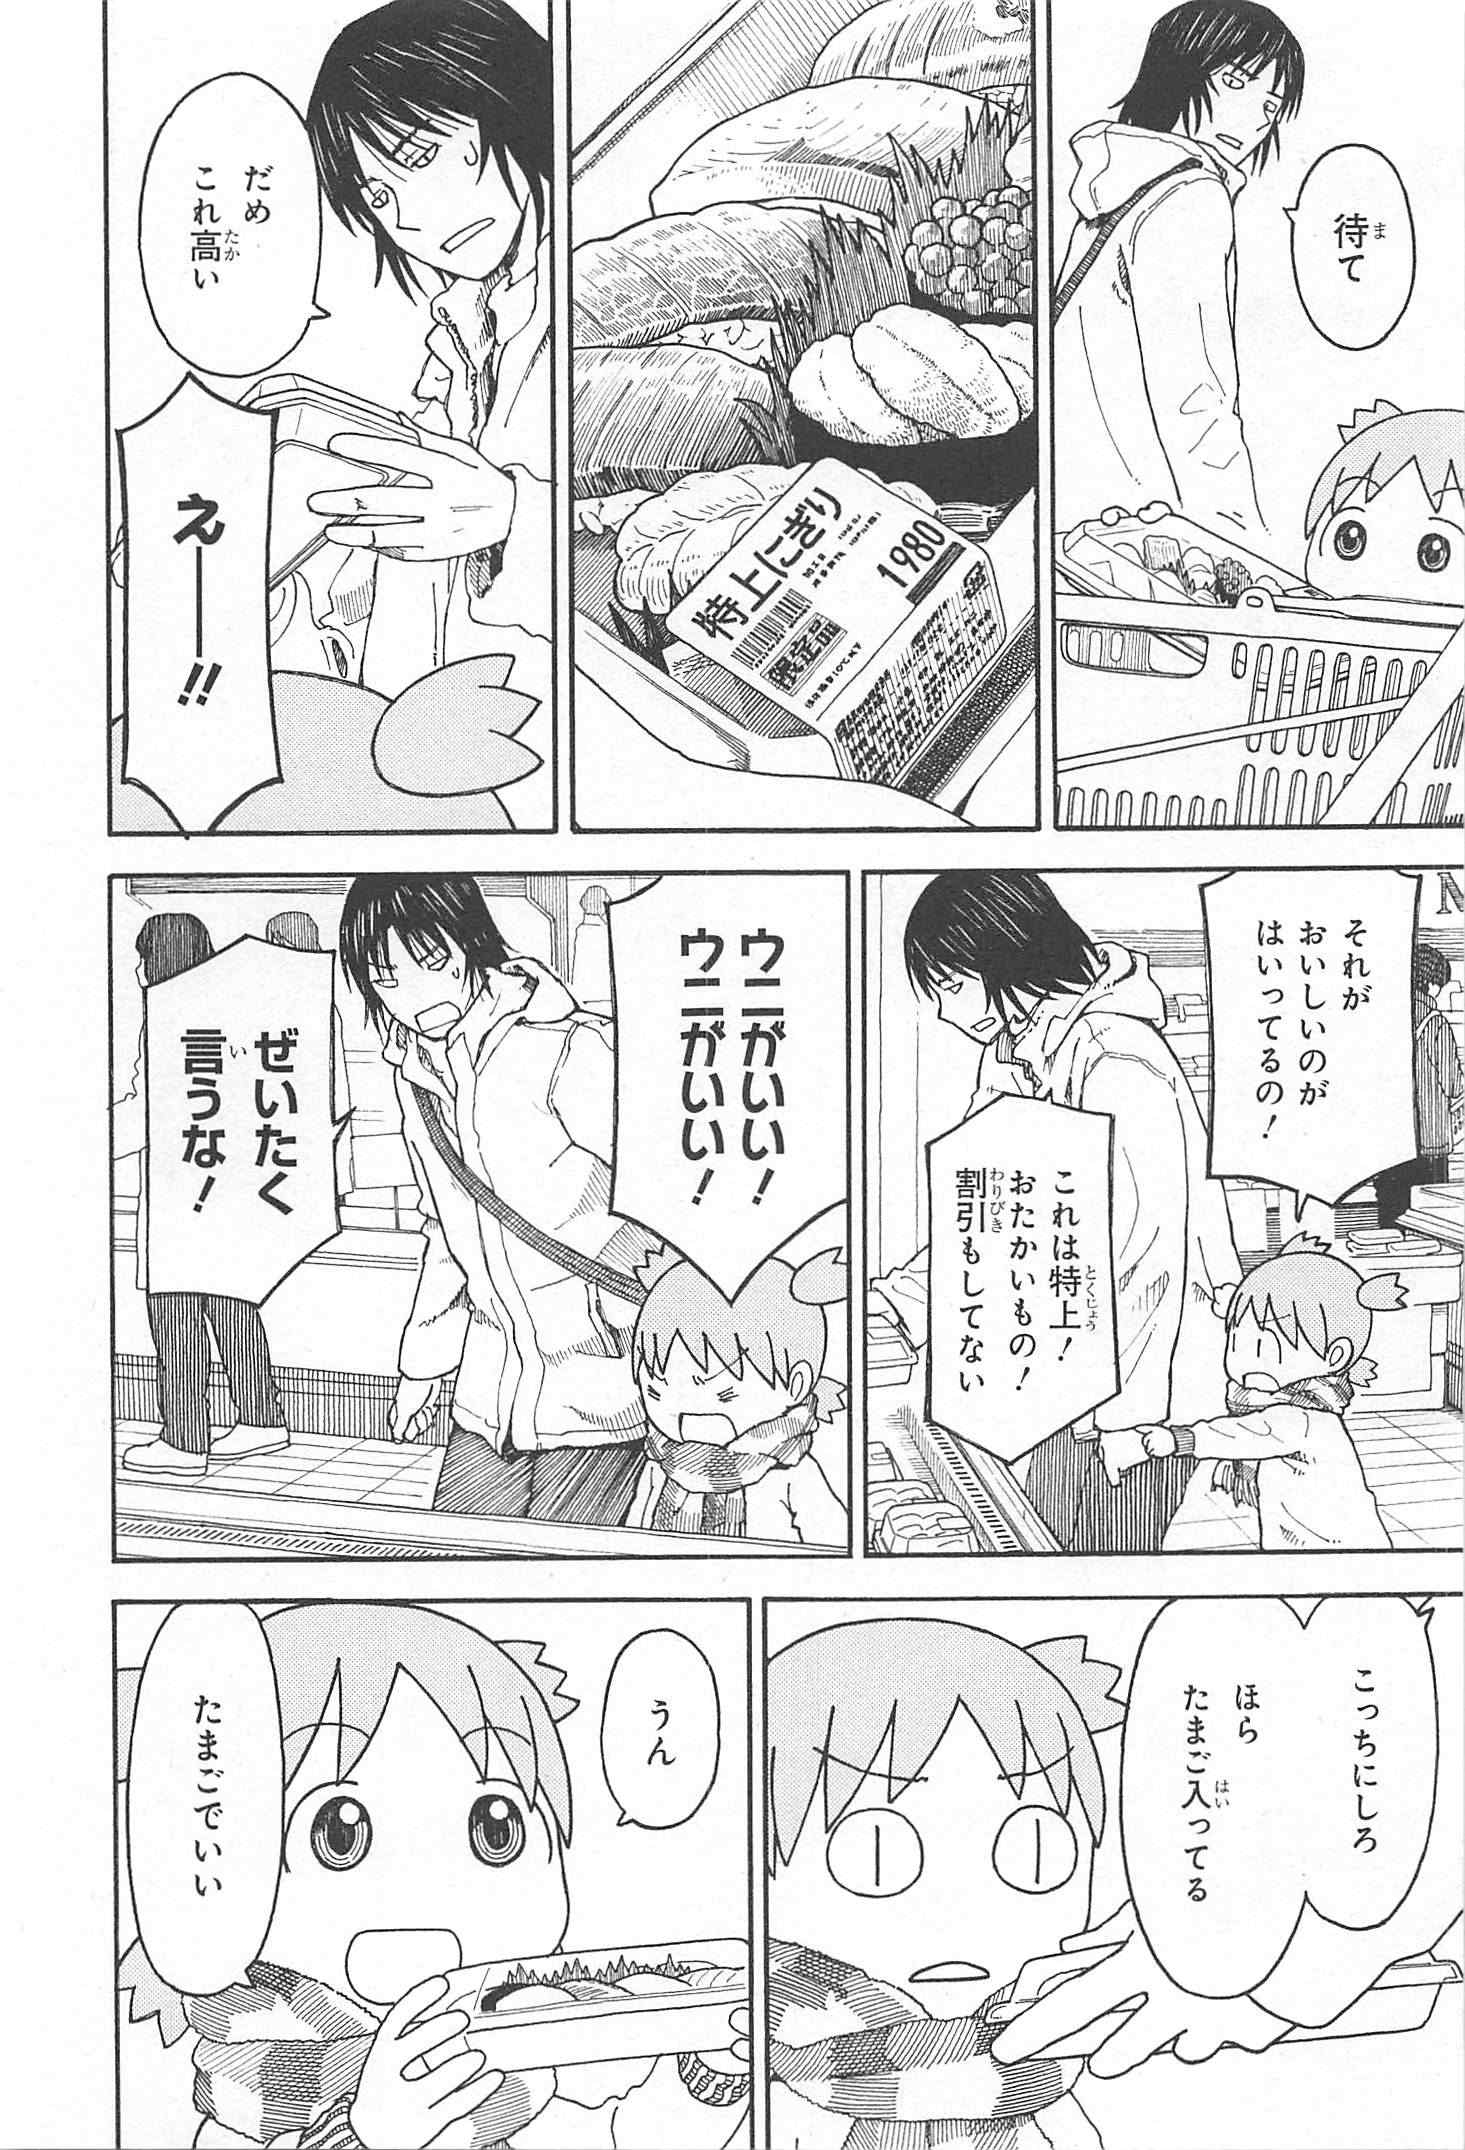 待て
特上にぎり
1980
限定品
だめ
これ高い
えーー!!
それが
おいしいのが
はいってるの！
これは特上！
おたかいもの！
割引もしてない
ウニがいい！
ウニがいい！
ぜいたく
言うな！
こっちにしろ
ほら
たまご入ってる
うん
たまごでいい